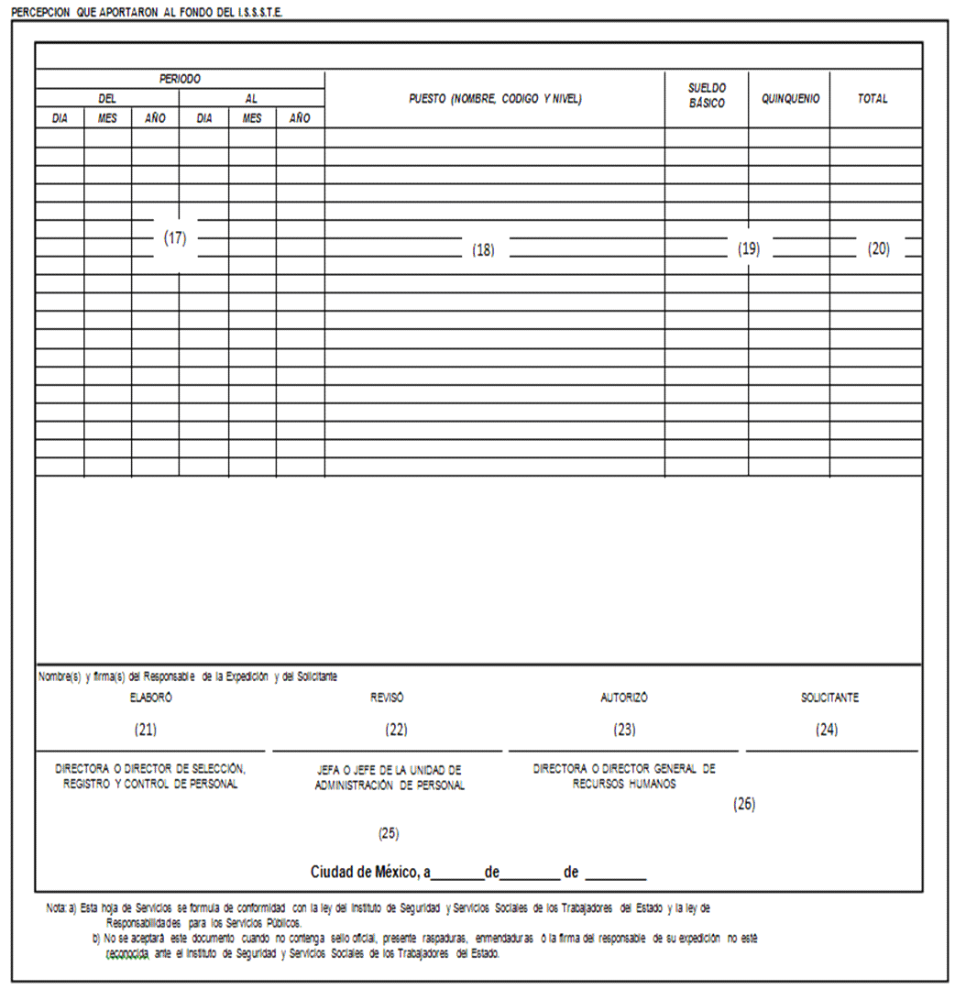 PERCEPCION QUE APORTARON AL FONDO DEL I.S.S.S.T.E.
PERIODO
DEL AL
DIA MES AÑO DIA MES AÑO
PUESTO (NOMBRE, CODIGO Y NIVEL)
SUELDO
BÁSICO
QUINQUENIO
TOTAL
(17)
(18)
(19)
(20)
Nombre(s) y firma(s) del Responsable de la Expedición y del Solicitante
ELABORÓ REVISÓ AUTORIZÓ SOLICITANTE
(21) (22) (23) (24)
DIRECTORA O DIRECTOR DE SELECCIÓN,
REGISTRO Y CONTROL DE PERSONAL
JEFA O JEFE DE LA UNIDAD DE
ADMINISTRACIÓN DE PERSONAL
DIRECTORA O DIRECTOR GENERAL DE
RECURSOS HUMANOS
(26)
(25)
Ciudad de México, a_______de________ de ________
Nota: a) Esta hoja de Servicios se formula de conformidad con la ley del Instituto de Seguridad y Servicios Sociales de los Trabajadores del Estado y la ley de
Responsabilidades para los Servicios Públicos.
b) No se aceptará este documento cuando no contenga sello oficial, presente raspaduras, enmendaduras ó la firma del responsable de su expedición no esté
reconocida ante el Instituto de Seguridad y Servicios Sociales de los Trabajadores del Estado.